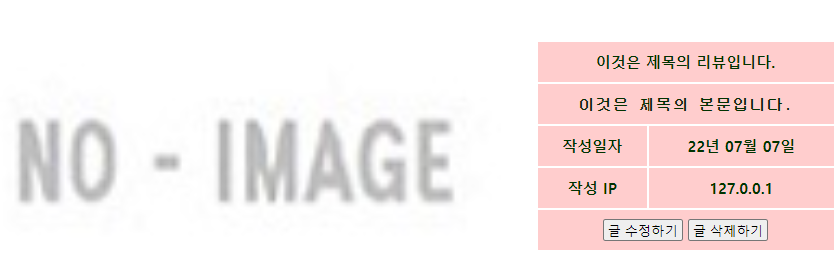 NO - IMAGE
이것은 제목의 리뷰입니다.
이것은 제목의 본문입니다.
작성일자 22년 07월 07일
작성 IP 127.0.0.1
글 수정하기 글 삭제하기